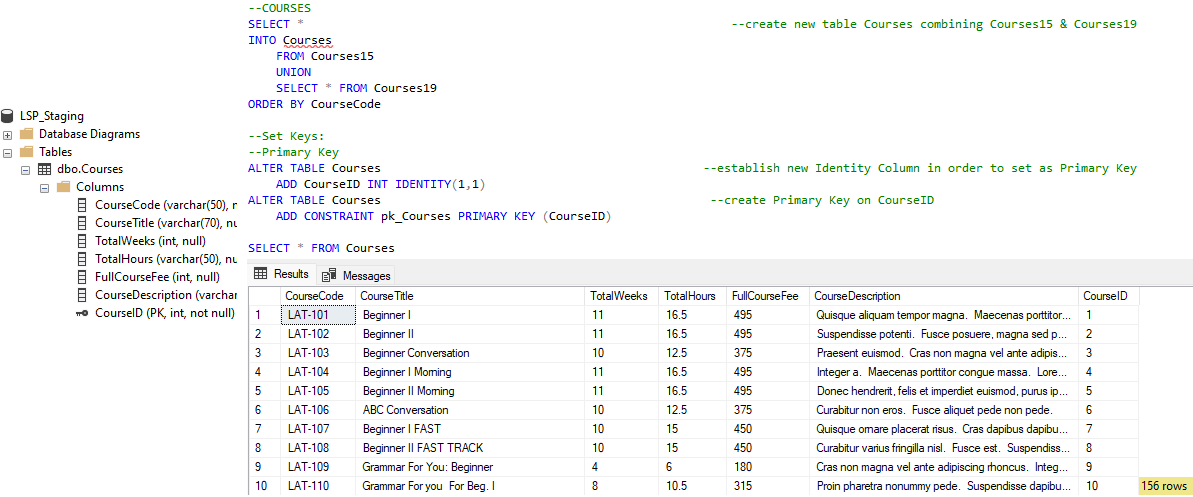 --COURSES
SELECT * --create new table Courses combining Courses15 & Courses19
INTO Courses
FROM Courses15
UNION
SELECT * FROM Courses19
ORDER BY CourseCode
--Set Keys:
--Primary Key
ALTER TABLE Courses --establish new Identity Column in order to set as Primary Key
ADD CourseID INT IDENTITY(1,1)
ALTER TABLE Courses --create Primary Key on CourseID
ADD CONSTRAINT pk_Courses PRIMARY KEY (CourseID)
SELECT * FROM Courses
LSP_Staging
Database Diagrams
Tables
dbo.Courses
Columns
CourseCode (varchar(50), n
CourseTitle (varchar(70), nu
TotalWeeks (int, null)
TotalHours (varchar(50), nu
FullCourseFee (int, null)
CourseDescription (varchar
CourseID (PK, int, not null)
Results Messages
CourseCode CourseTitle TotalWeeks TotalHours FullCourseFee CourseDescription CourseID
1 LAT-101 Beginner I 11 16.5 495 Quisque aliquam tempor magna. Maecenas porttitor... 1
2 LAT-102 Beginner II 11 16.5 495 Suspendisse potenti. Fusce posuere, magna sed p... 2
3 LAT-103 Beginner Conversation 10 12.5 375 Praesent euismod. Cras non magna vel ante adipis... 3
4 LAT-104 Beginner I Morning 11 16.5 495 Integer a. Maecenas porttitor congue massa. Lore... 4
5 LAT-105 Beginner II Morning 11 16.5 495 Donec hendrerit, felis et imperdiet euismod, purus ip... 5
6 LAT-106 ABC Conversation 10 12.5 375 Curabitur non eros. Fusce aliquet pede non pede. 6
7 LAT-107 Beginner I FAST 10 15 450 Quisque ornare placerat risus. Cras dapibus dapibu... 7
8 LAT-108 Beginner II FAST TRACK 10 15 450 Curabitur varius fringilla nisl. Fusce est. Suspendiss... 8
9 LAT-109 Grammar For You: Beginner 4 6 180 Cras non magna vel ante adipiscing rhoncus. Integ... 9
10 LAT-110 Grammar For you For Beg. I 8 10.5 315 Proin pharetra nonummy pede. Suspendisse dapibu... 10
156 rows